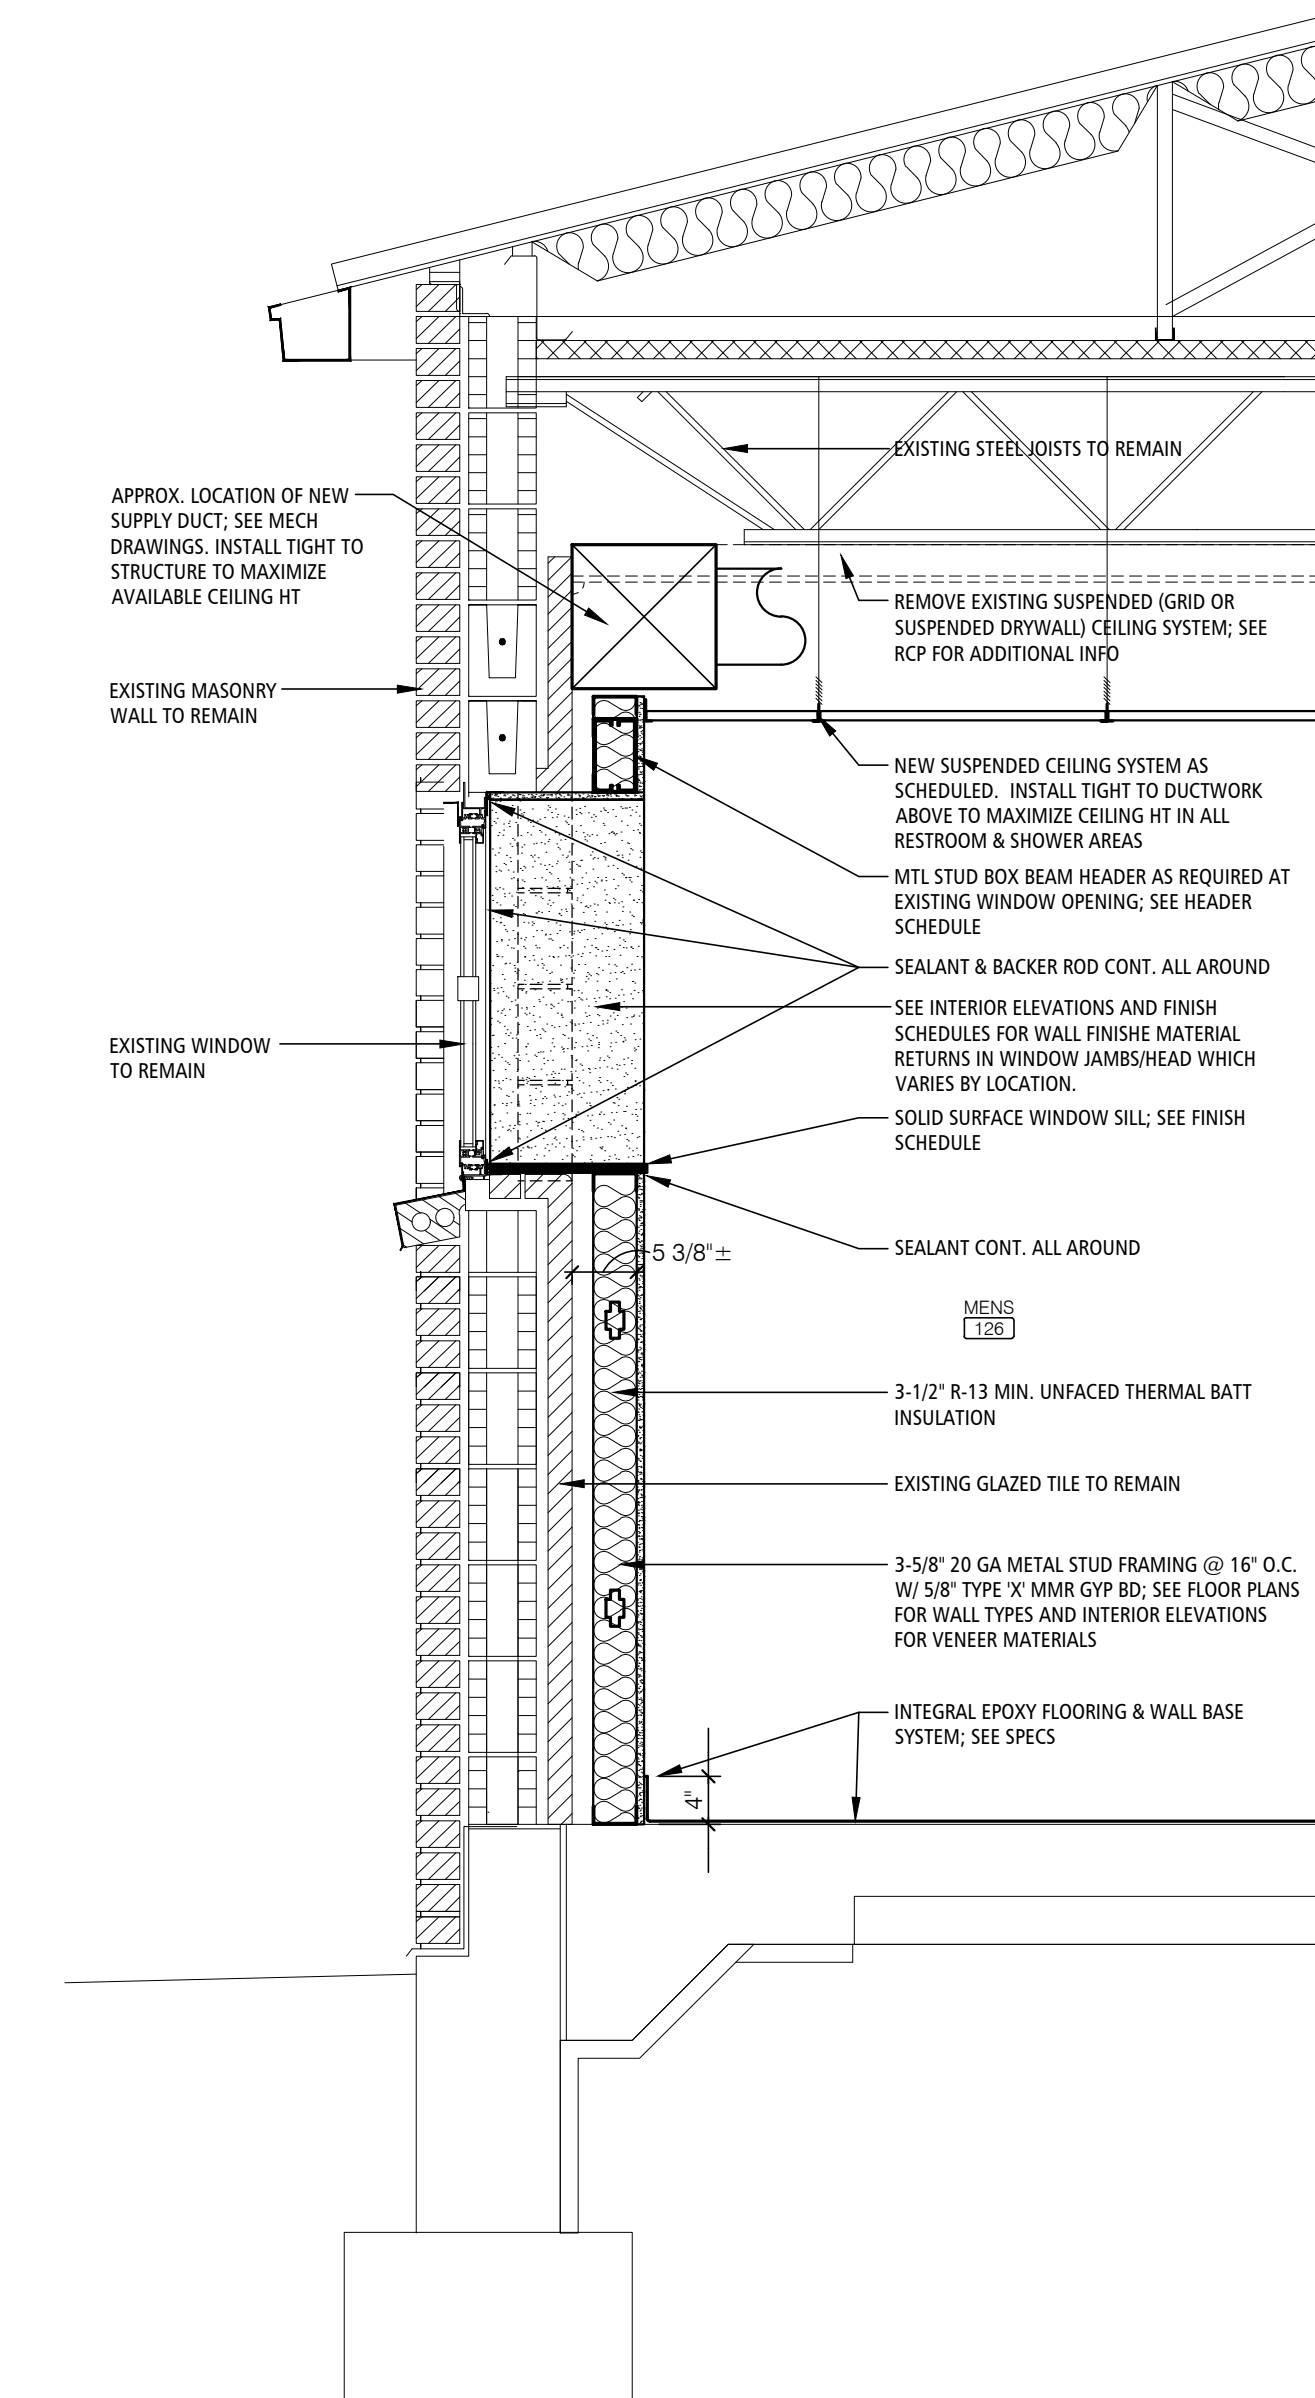 EXISTING STEEL JOISTS TO REMAIN
APPROX. LOCATION OF NEW
SUPPLY DUCT; SEE MECH
DRAWINGS. INSTALL TIGHT TO
STRUCTURE TO MAXIMIZE
AVAILABLE CEILING HT
REMOVE EXISTING SUSPENDED (GRID OR
SUSPENDED DRYWALL) CEILING SYSTEM; SEE
RCP FOR ADDITIONAL INFO
EXISTING MASONRY
WALL TO REMAIN
NEW SUSPENDED CEILING SYSTEM AS
SCHEDULED. INSTALL TIGHT TO DUCTWORK
ABOVE TO MAXIMIZE CEILING HT IN ALL
RESTROOM & SHOWER AREAS
MTL STUD BOX BEAM HEADER AS REQUIRED AT
EXISTING WINDOW OPENING; SEE HEADER
SCHEDULE
SEALANT & BACKER ROD CONT. ALL AROUND
SEE INTERIOR ELEVATIONS AND FINISH
SCHEDULES FOR WALL FINISHE MATERIAL
RETURNS IN WINDOW JAMBS/HEAD WHICH
VARIES BY LOCATION.
EXISTING WINDOW
TO REMAIN
SOLID SURFACE WINDOW SILL; SEE FINISH
SCHEDULE
SEALANT CONT. ALL AROUND
5 3/8"±
MENS
126
3-1/2" R-13 MIN. UNFACED THERMAL BATT
INSULATION
EXISTING GLAZED TILE TO REMAIN
3-5/8" 20 GA METAL STUD FRAMING @ 16" O.C.
W/ 5/8" TYPE 'X' MMR GYP BD; SEE FLOOR PLANS
FOR WALL TYPES AND INTERIOR ELEVATIONS
FOR VENEER MATERIALS
INTEGRAL EPOXY FLOORING & WALL BASE
SYSTEM; SEE SPECS
4"